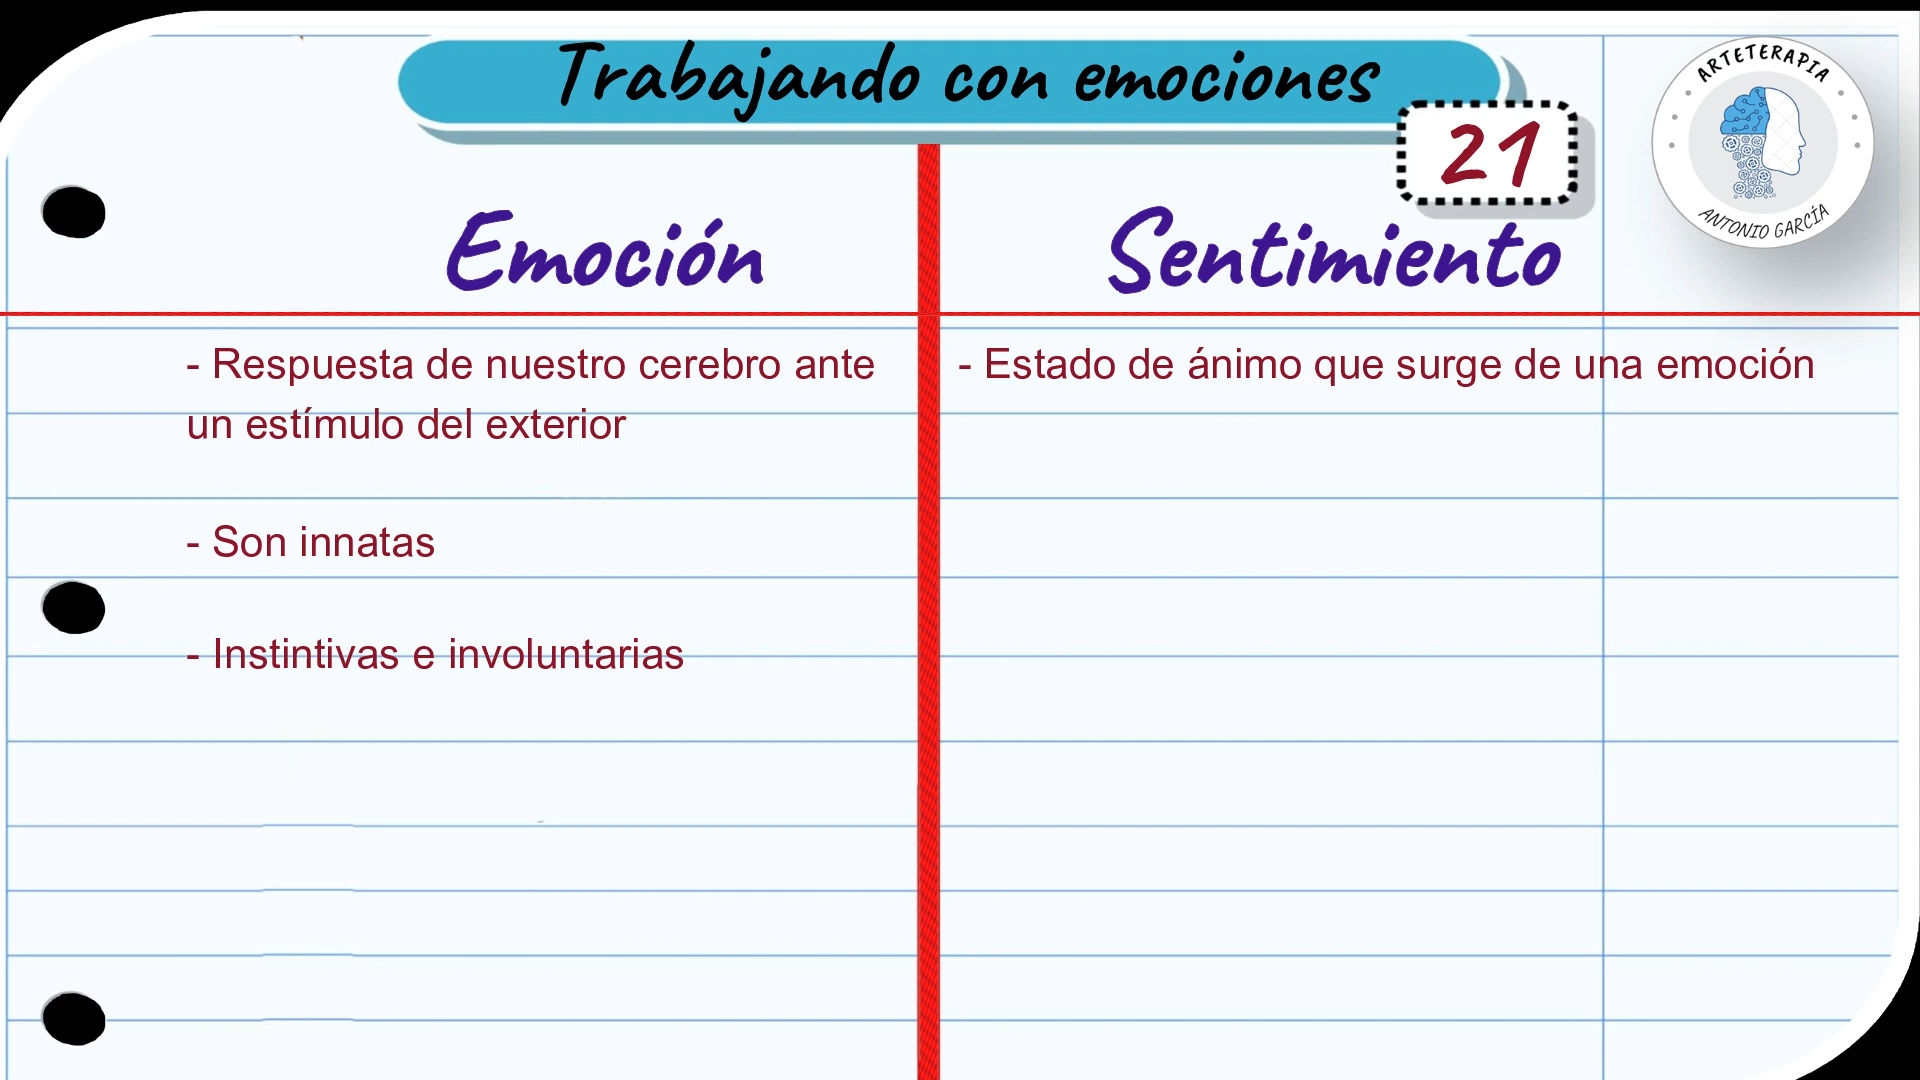 Trabajando con emociones
21
ARTETERAPIA
ANTONIO GARCÍA
Emoción
Sentimiento
- Respuesta de nuestro cerebro ante
un estímulo del exterior
- Son innatas
- Instintivas e involuntarias
- Estado de ánimo que surge de una emoción